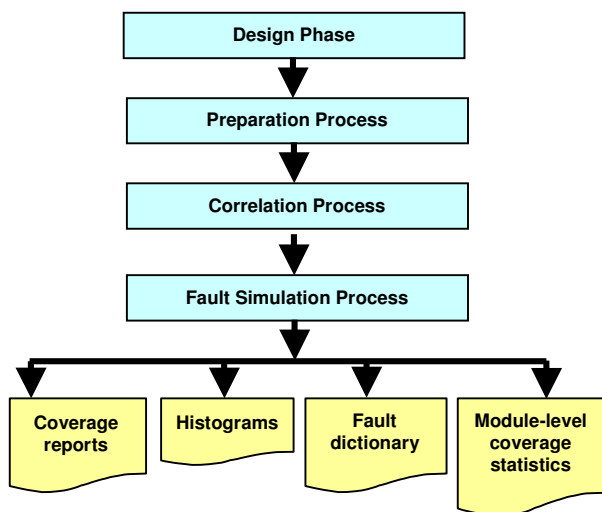 Design Phase
Preparation Process
Correlation Process
Fault Simulation Process
Coverage
reports
Histograms
Fault
dictionary
Module-level
coverage
statistics